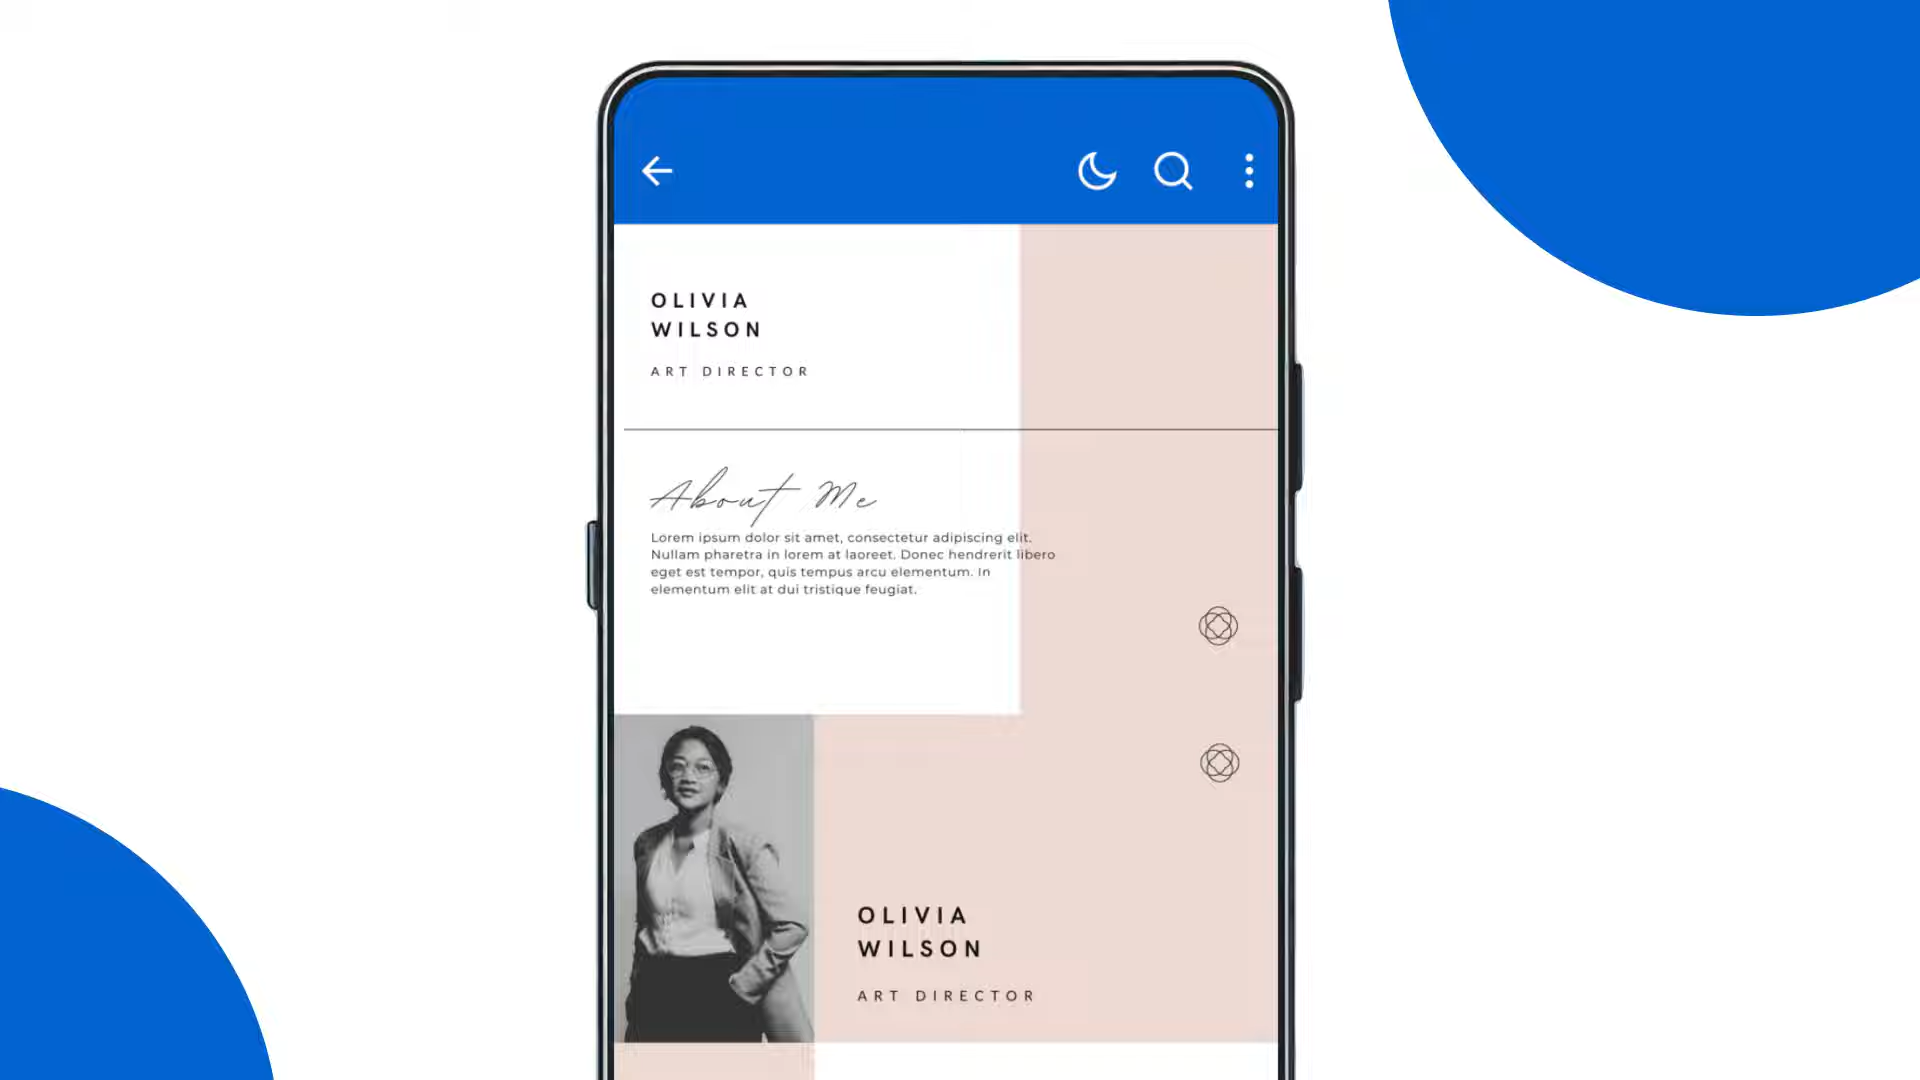 OLIVIA
WILSON
ART DIRECTOR
About Me
Lorem ipsum dolor sit amet, consectetur adipiscing elit.
Nullam pharetra in lorem at laoreet. Donec hendrerit libero
eget est tempor, quis tempus arcu elementum. In
elementum elit at dui tristique feugiat.
OLIVIA
WILSON
ART DIRECTOR